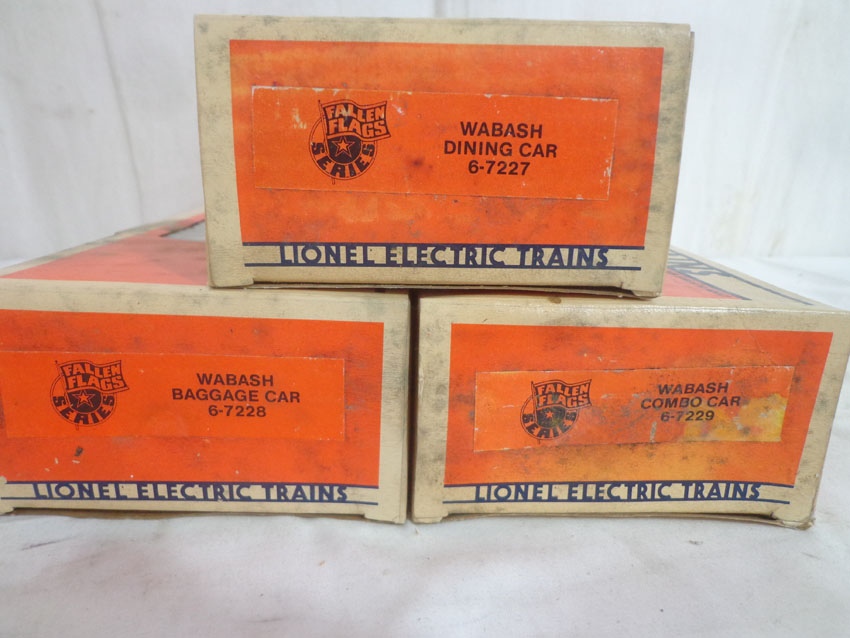 FALLEN
FLAGS
SERIES
WABASH
DINING CAR
6-7227
LIONEL ELECTRIC TRAINS
FALLEN
FLAGS
SERIES
WABASH
BAGGAGE CAR
6-7228
LIONEL ELECTRIC TRAINS
FALLEN
FLAGS
SERIES
WABASH
COMBO CAR
6-7229
LIONEL ELECTRIC TRAINS